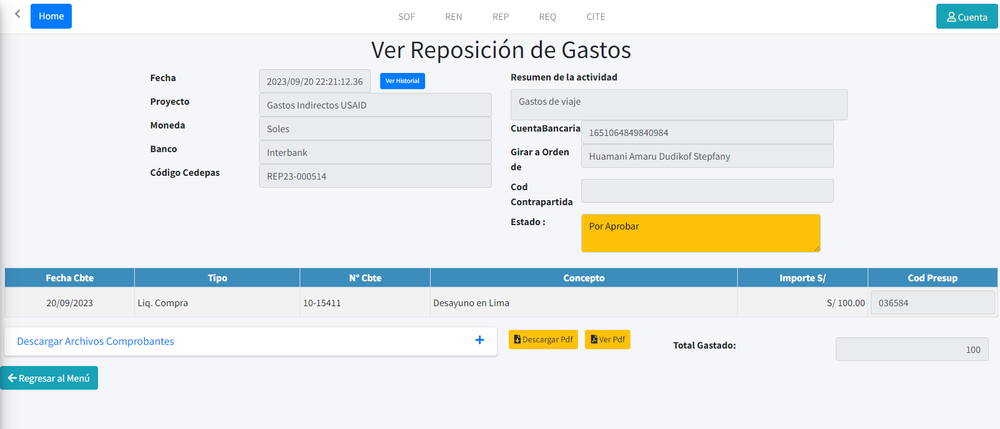 Home
SOF
REN
REP
REQ
CITE
Cuenta
Ver Reposición de Gastos
Fecha
2023/09/20 22:21:12.36
Ver Historial
Proyecto
Gastos Indirectos USAID
Moneda
Soles
Banco
Interbank
Código Cedepas
REP23-000514
Resumen de la actividad
Gastos de viaje
CuentaBancaria
1651064849840984
Girar a Orden
de
Huamani Amaru Dudikof Stepfany
Cod
Contrapartida
Estado :
Por Aprobar
Fecha Cbte Tipo N° Cbte Concepto Importe S/ Cod Presup
20/09/2023 Liq. Compra 10-15411 Desayuno en Lima S/ 100.00 036584
Descargar Archivos Comprobantes
Descargar Pdf
Ver Pdf
Total Gastado:
100
Regresar al Menú